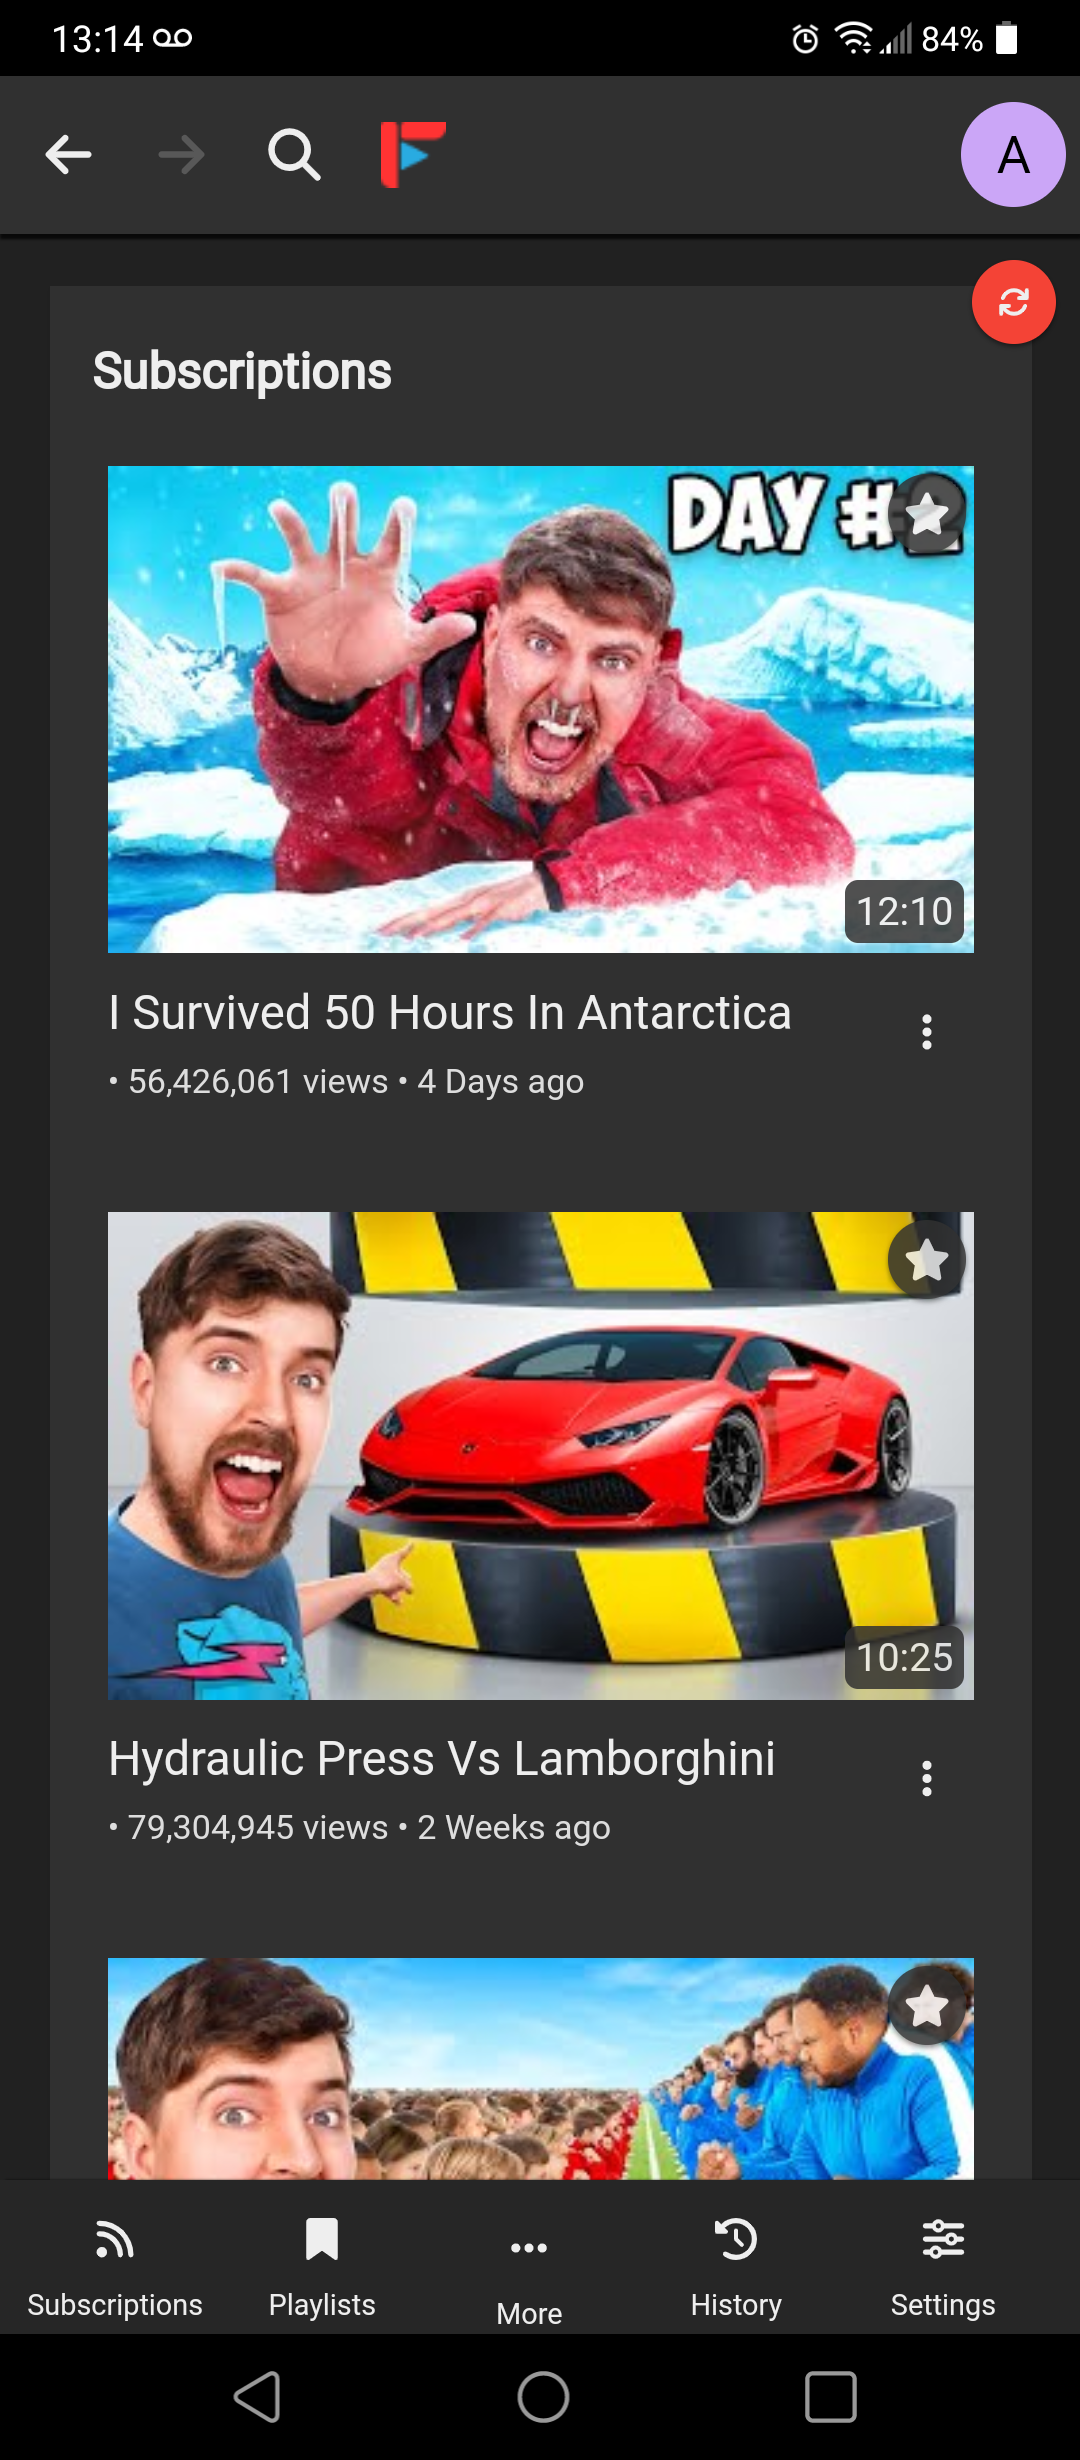 13:14
84%
A
Subscriptions
DAY #2
12:10
I Survived 50 Hours In Antarctica
• 56,426,061 views • 4 Days ago
10:25
Hydraulic Press Vs Lamborghini
• 79,304,945 views • 2 Weeks ago
Subscriptions
Playlists
More
History
Settings